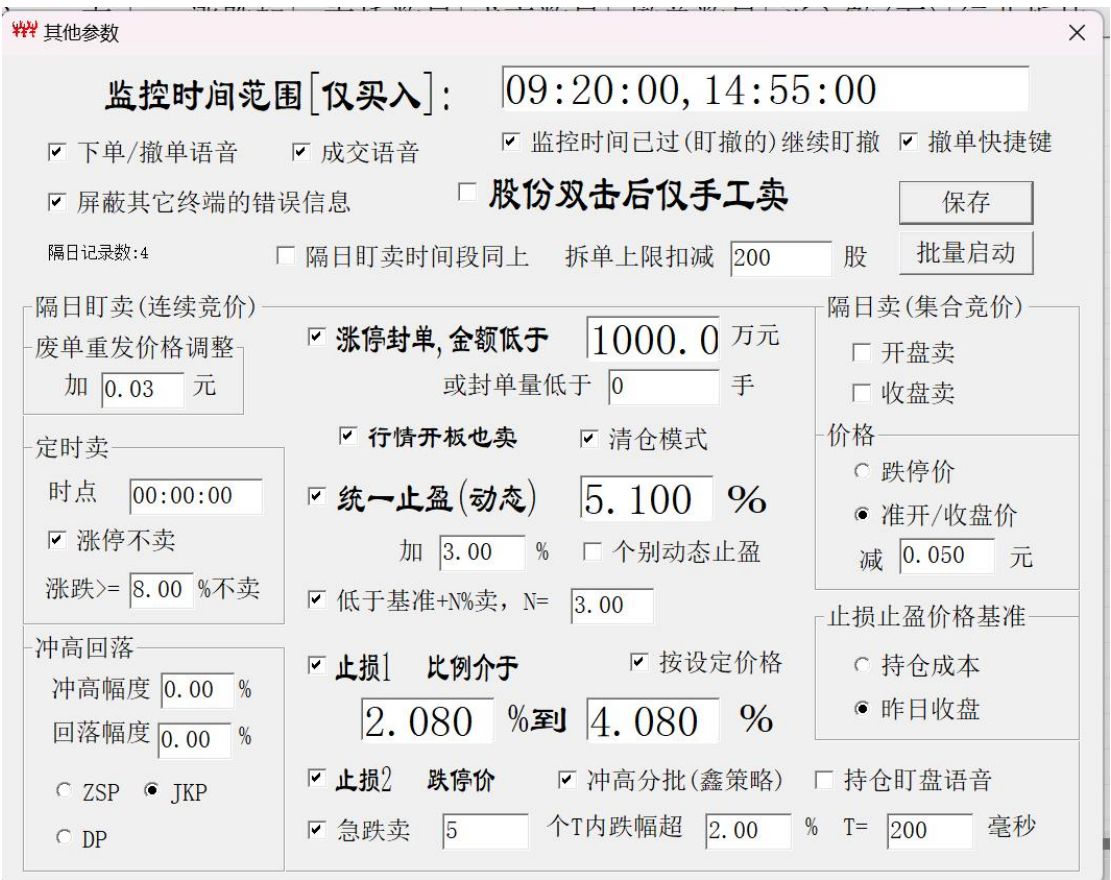 其他参数
监控时间范围[仅买入]: 09:20:00,14:55:00
下单/撤单语音 成交语音 监控时间已过(盯撤的)继续盯撤 撤单快捷键
屏蔽其它终端的错误信息 股份双击后仅手工卖 保存
隔日记录数:4 隔日盯卖时间段同上 拆单上限扣减 200 股 批量启动
隔日盯卖(连续竞价)
废单重发价格调整
加 0.03 元
定时卖
时点 00:00:00
涨停不卖
涨跌>= 8.00 %不卖
冲高回落
冲高幅度 0.00 %
回落幅度 0.00 %
ZSP JKP
DP
涨停封单,金额低于 1000.0 万元
或封单量低于 0 手
行情开板也卖 清仓模式
统一止盈(动态) 5.100 %
加 3.00 % 个别动态止盈
低于基准+N%卖, N= 3.00
止损1 比例介于 按设定价格
2.080 %到 4.080 %
止损2 跌停价 冲高分批(鑫策略) 持仓盯盘语音
急跌卖 5 个T内跌幅超 2.00 % T= 200 毫秒
隔日卖(集合竞价)
开盘卖
收盘卖
价格
跌停价
准开/收盘价
减 0.050 元
止损止盈价格基准
持仓成本
昨日收盘